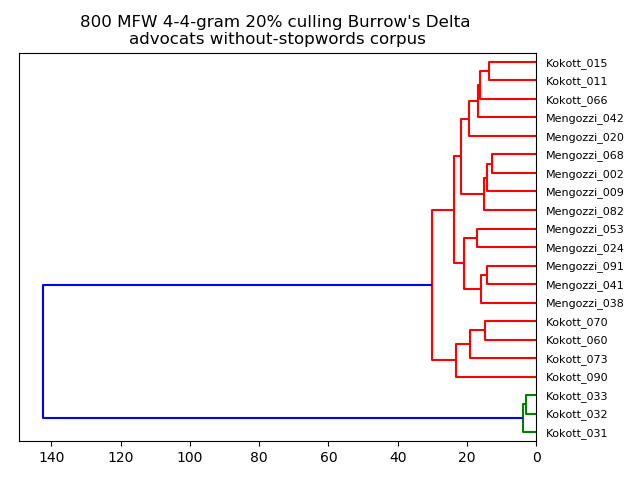 800 MFW 4-4-gram 20% culling Burrow's Delta
advocats without-stopwords corpus
Kokott_015
Kokott_011
Kokott_066
Mengozzi_042
Mengozzi_020
Mengozzi_068
Mengozzi_002
Mengozzi_009
Mengozzi_082
Mengozzi_053
Mengozzi_024
Mengozzi_091
Mengozzi_041
Mengozzi_038
Kokott_070
Kokott_060
Kokott_073
Kokott_090
Kokott_033
Kokott_032
Kokott_031
140 120 100 80 60 40 20 0